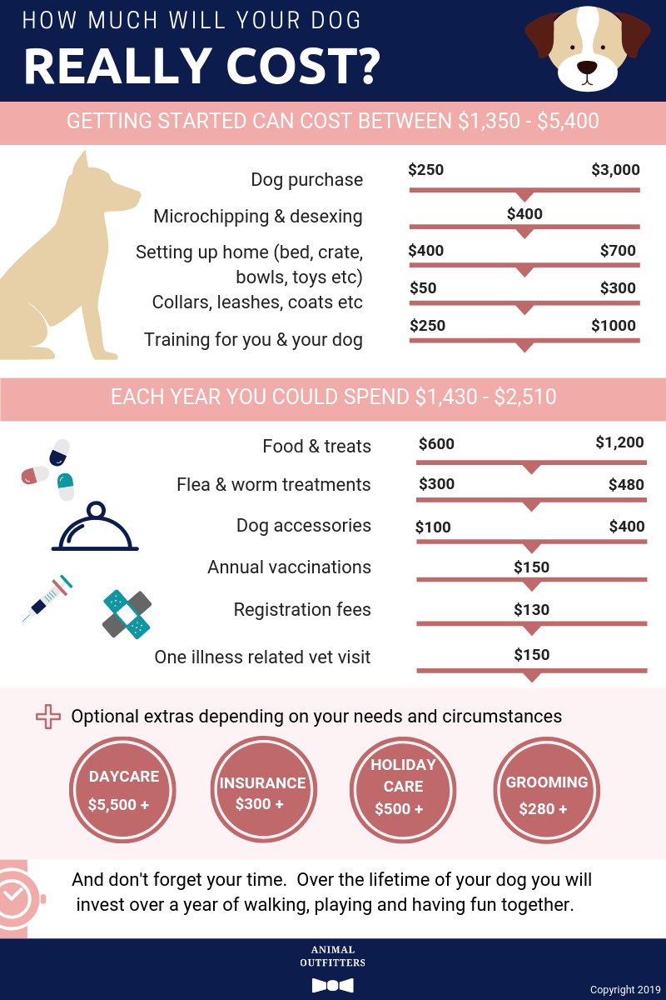 HOW MUCH WILL YOUR DOG
REALLY COST?
GETTING STARTED CAN COST BETWEEN $1,350 - $5,400
Dog purchase $250 $3,000
Microchipping & desexing $400
Setting up home (bed, crate, $400 $700
bowls, toys etc)
Collars, leashes, coats etc $50 $300
Training for you & your dog $250 $1000
EACH YEAR YOU COULD SPEND $1,430 - $2,510
Food & treats $600 $1,200
Flea & worm treatments $300 $480
Dog accessories $100 $400
Annual vaccinations $150
Registration fees $130
One illness related vet visit $150
Optional extras depending on your needs and circumstances
DAYCARE
$5,500 +
INSURANCE
$300 +
HOLIDAY
CARE
$500 +
GROOMING
$280 +
And don't forget your time. Over the lifetime of your dog you will
invest over a year of walking, playing and having fun together.
ANIMAL
OUTFITTERS
Copyright 2019